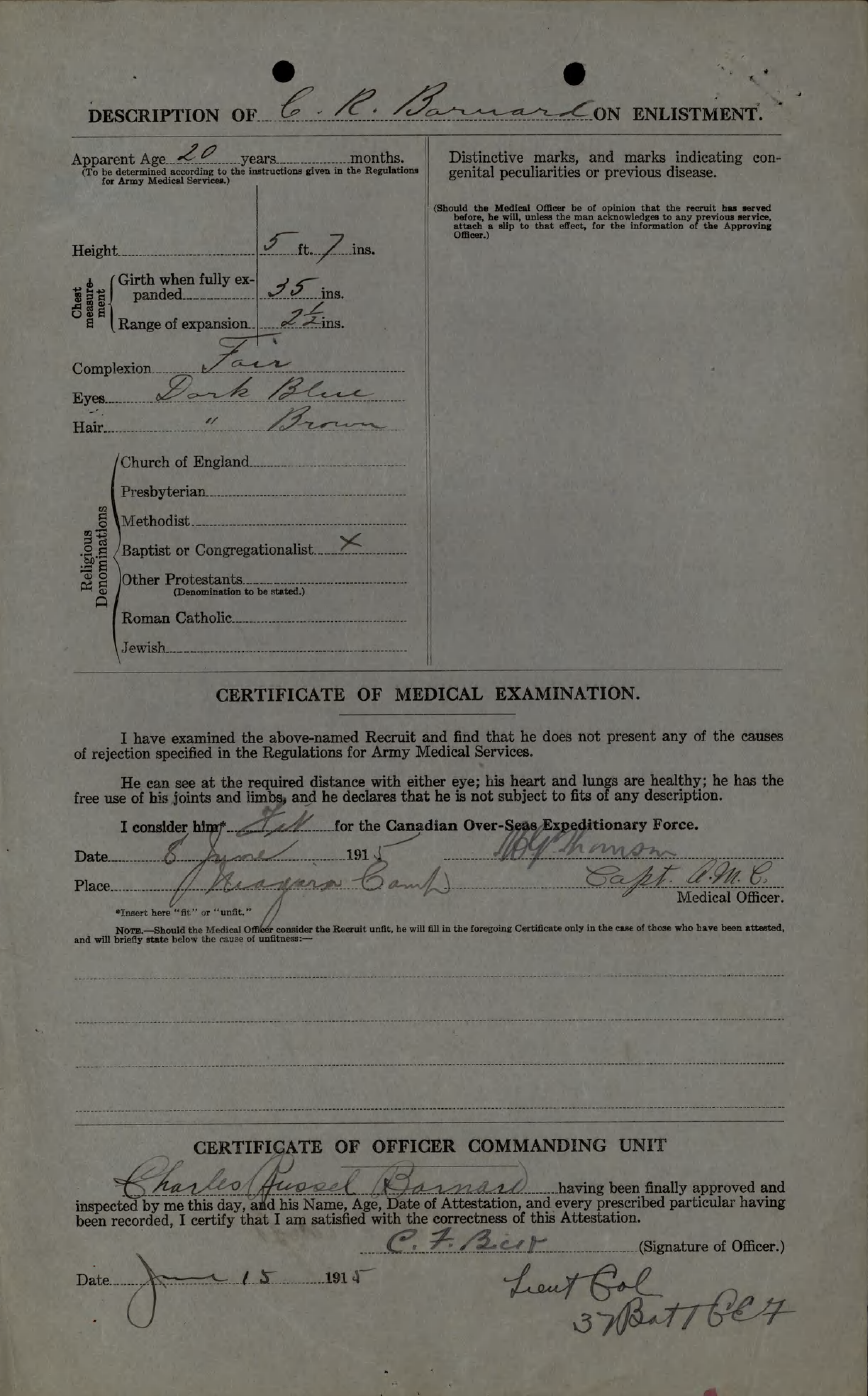 DESCRIPTION OF C. R. Barnard ON ENLISTMENT.
Apparent Age 20 years months.
(To be determined according to the instructions given in the Regulations
for Army Medical Services.)
Height 5 ft. 7 ins.
Chest measure-ment
Girth when fully ex-
panded 35 ins.
Range of expansion 2½ ins.
Complexion Fair
Eyes Dark Blue
Hair " Brown
Religious Denominations
Church of England
Presbyterian
Methodist
Baptist or Congregationalist X
Other Protestants
(Denomination to be stated.)
Roman Catholic
Jewish
Distinctive marks, and marks indicating con-
genital peculiarities or previous disease.
(Should the Medical Officer be of opinion that the recruit has served
before, he will, unless the man acknowledges to any previous service,
attach a slip to that effect, for the information of the Approving
Officer.)
CERTIFICATE OF MEDICAL EXAMINATION.
I have examined the above-named Recruit and find that he does not present any of the causes
of rejection specified in the Regulations for Army Medical Services.
He can see at the required distance with either eye; his heart and lungs are healthy; he has the
free use of his joints and limbs, and he declares that he is not subject to fits of any description.
I consider him* Fit for the Canadian Over-Seas Expeditionary Force.
Date 8 June 1915 Thomson
Place Niagara Camp Capt. A.M.C.
Medical Officer.
*Insert here "fit" or "unfit."
NOTE.—Should the Medical Officer consider the Recruit unfit, he will fill in the foregoing Certificate only in the case of those who have been attested,
and will briefly state below the cause of unfitness:—
CERTIFICATE OF OFFICER COMMANDING UNIT
Charles Russel Barnard having been finally approved and
inspected by me this day, and his Name, Age, Date of Attestation, and every prescribed particular having
been recorded, I certify that I am satisfied with the correctness of this Attestation.
C. F. (Signature of Officer.)
Date June 15 1915
Lieut Col
37 Batt CEF